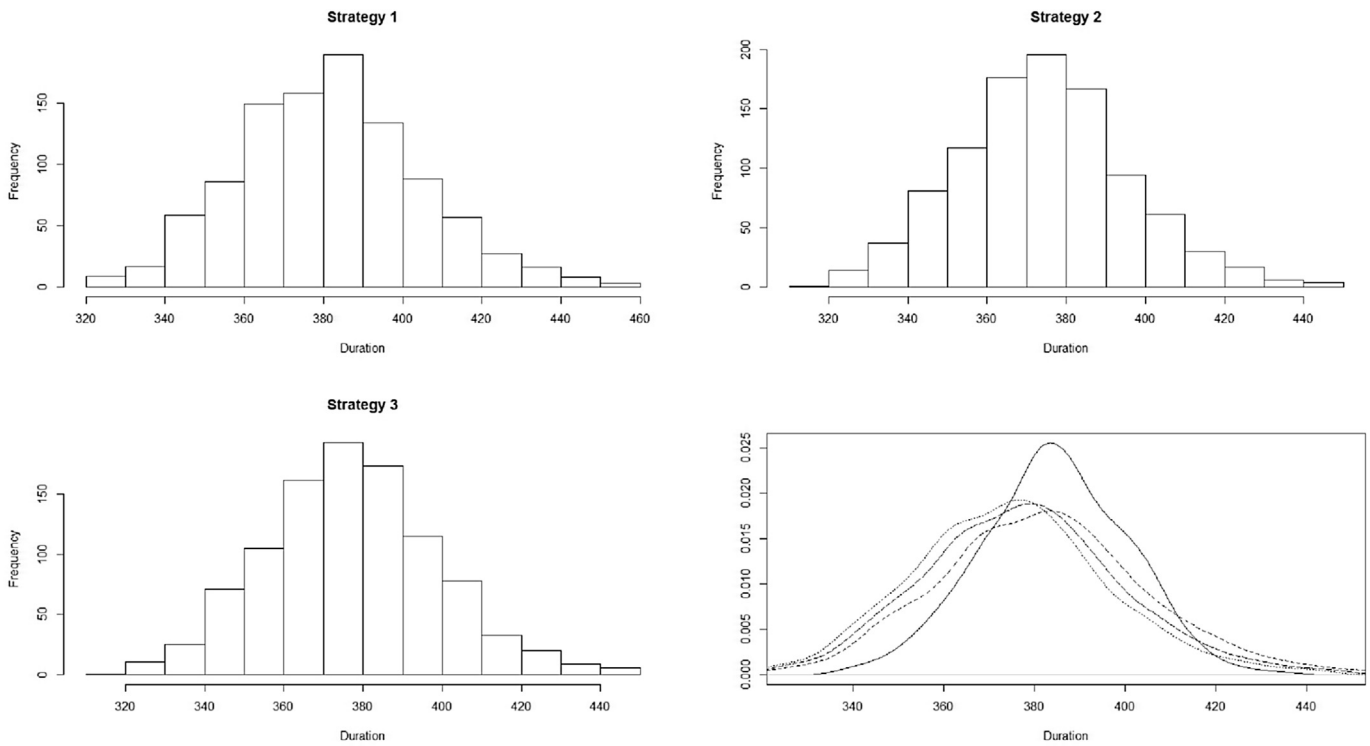 Strategy 1
Frequency
0 50 100 150
320 340 360 380 400 420 440 460
Duration
Strategy 2
Frequency
0 50 100 150 200
320 340 360 380 400 420 440
Duration
Strategy 3
Frequency
0 50 100 150
320 340 360 380 400 420 440
Duration
0.000 0.005 0.010 0.015 0.020 0.025
340 360 380 400 420 440
Duration